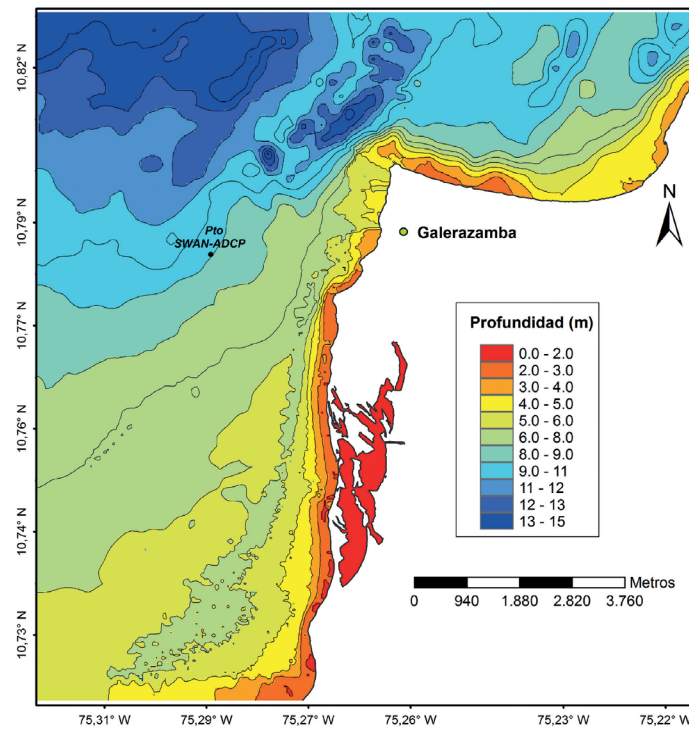 10,82° N
10,79° N
10,77° N
10,76° N
10,74° N
10,73° N
Pto
SWAN-ADCP
N
Galerazamba
Profundidad (m)
0.0 - 2.0
2.0 - 3.0
3.0 - 4.0
4.0 - 5.0
5.0 - 6.0
6.0 - 8.0
8.0 - 9.0
9.0 - 11
11 - 12
12 - 13
13 - 15
Metros
0 940 1.880 2.820 3.760
75,31° W 75,29° W 75,27° W 75,26° W 75,23° W 75,22° W